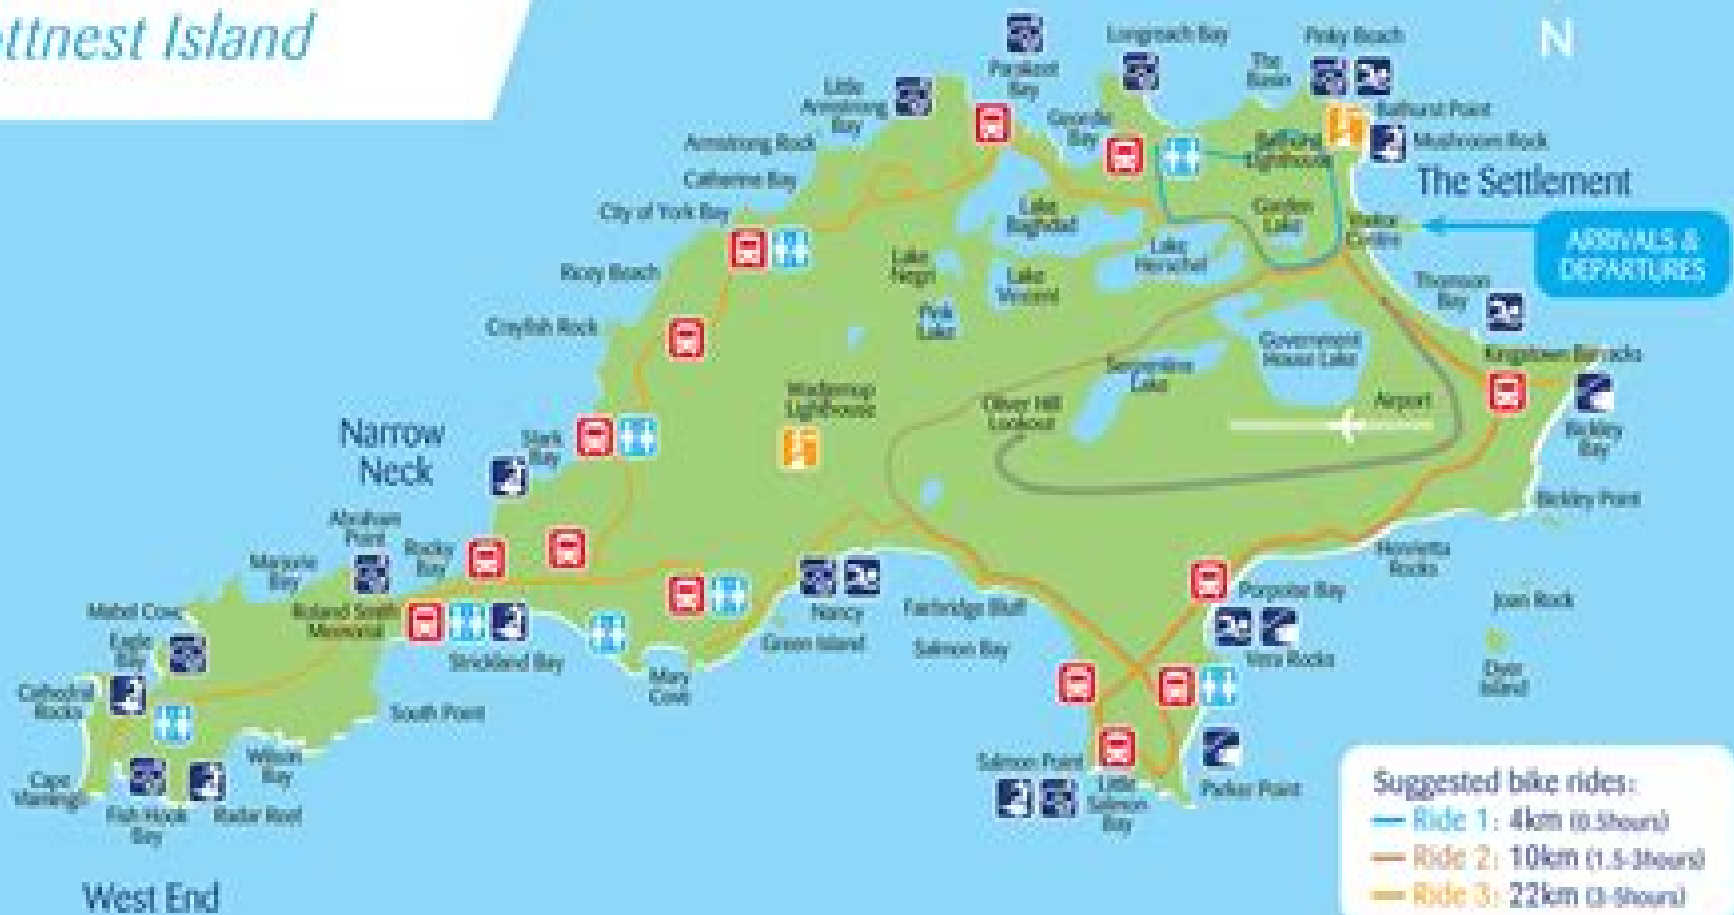 ttnest Island
N
Longreach Bay
Pinky Beach
Parakeet
Bay
The
Basin
Little
Armstrong
Bay
Geordie
Bay
Bathurst Point
Armstrong Rock
Bathurst
Lighthouse
Mushroom Rock
Catherine Bay
The Settlement
City of York Bay
Lake
Baghdad
Garden
Lake
Visitor
Centre
Lake
Herschel
ARRIVALS &
DEPARTURES
Ricey Beach
Lake
Negri
Lake
Vincent
Thomson
Bay
Pink
Lake
Crayfish Rock
Government
House Lake
Kingstown Barracks
Serpentine
Lake
Wadjemup
Lighthouse
Oliver Hill
Lookout
Airport
Narrow
Neck
Stark
Bay
Bickley
Bay
Bickley Point
Abraham
Point
Rocky
Bay
Marjorie
Bay
Henrietta
Rocks
Mabel Cove
Roland Smith
Memorial
Nancy
Fairbridge Bluff
Porpoise Bay
Joan Rock
Eagle
Bay
Strickland Bay
Green Island
Salmon Bay
Vera Rocks
Mary
Cove
Dyer
Island
Cathedral
Rocks
South Point
Wilson
Bay
Salmon Point
Little
Salmon
Bay
Parker Point
Cape
Vlamingh
Fish Hook
Bay
Radar Reef
West End
Suggested bike rides:
Ride 1: 4km (0.5hours)
Ride 2: 10km (1.5-3hours)
Ride 3: 22km (3-5hours)